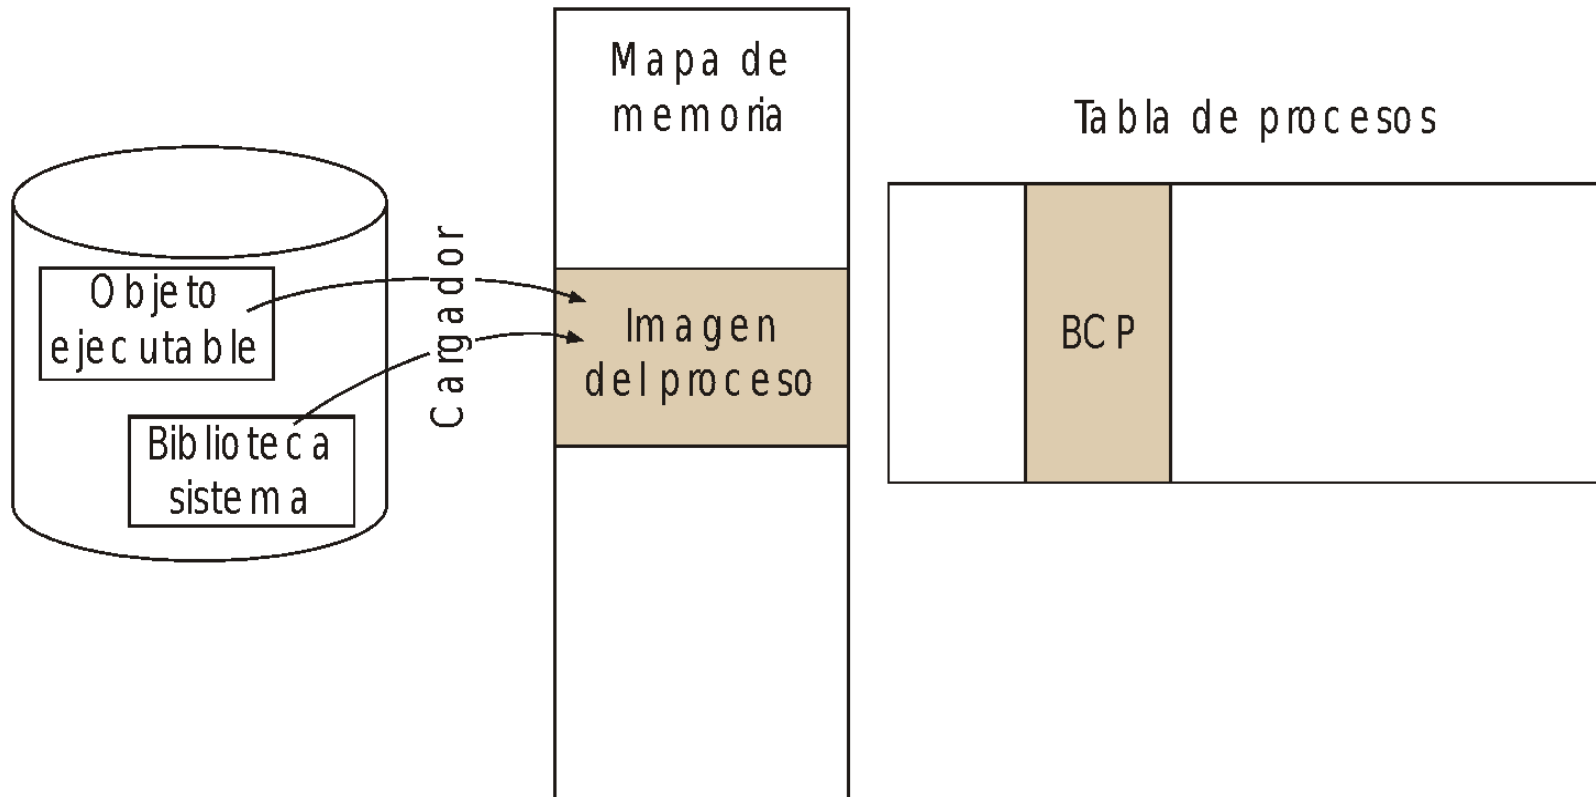 Mapa de
memoria
Tabla de procesos
Objeto
ejecutable
Cargador
Imagen
del proceso
BCP
Biblioteca
sistema